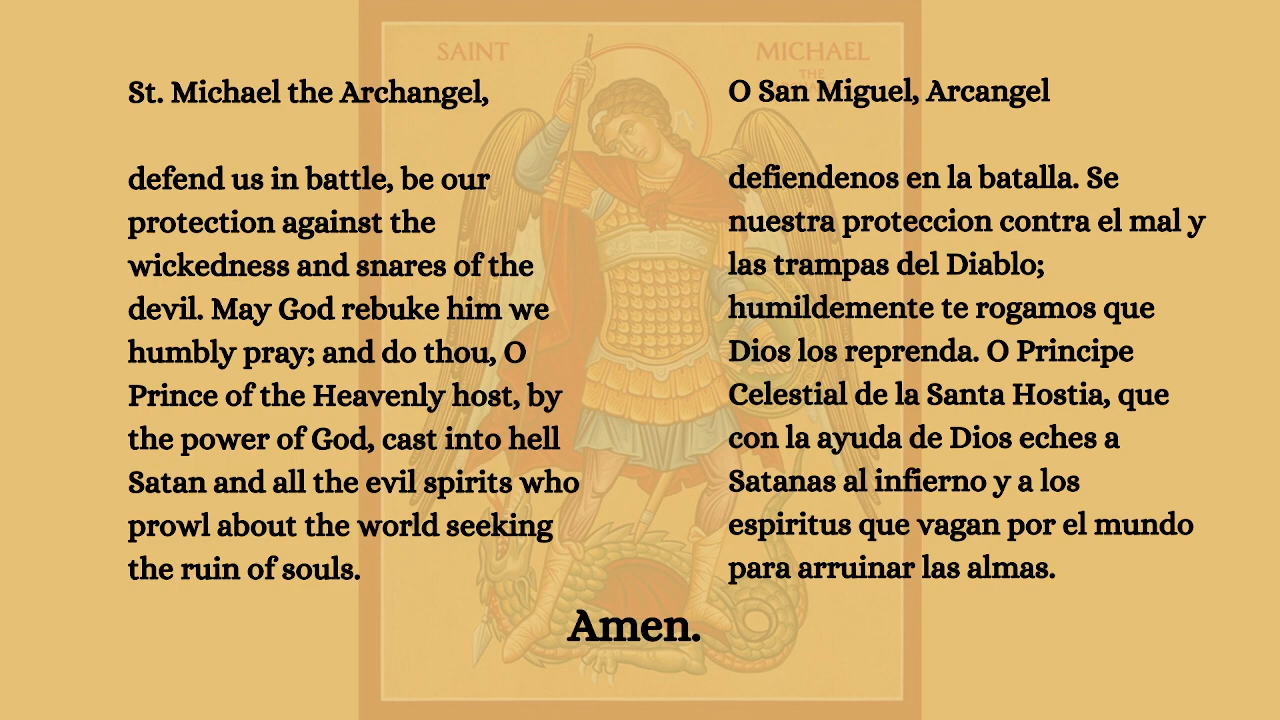 SAINT
MICHAEL
THE
St. Michael the Archangel,
defend us in battle, be our
protection against the
wickedness and snares of the
devil. May God rebuke him we
humbly pray; and do thou, O
Prince of the Heavenly host, by
the power of God, cast into hell
Satan and all the evil spirits who
prowl about the world seeking
the ruin of souls.
O San Miguel, Arcangel
defiendenos en la batalla. Se
nuestra proteccion contra el mal y
las trampas del Diablo;
humildemente te rogamos que
Dios los reprenda. O Principe
Celestial de la Santa Hostia, que
con la ayuda de Dios eches a
Satanas al infierno y a los
espiritus que vagan por el mundo
para arruinar las almas.
Amen.